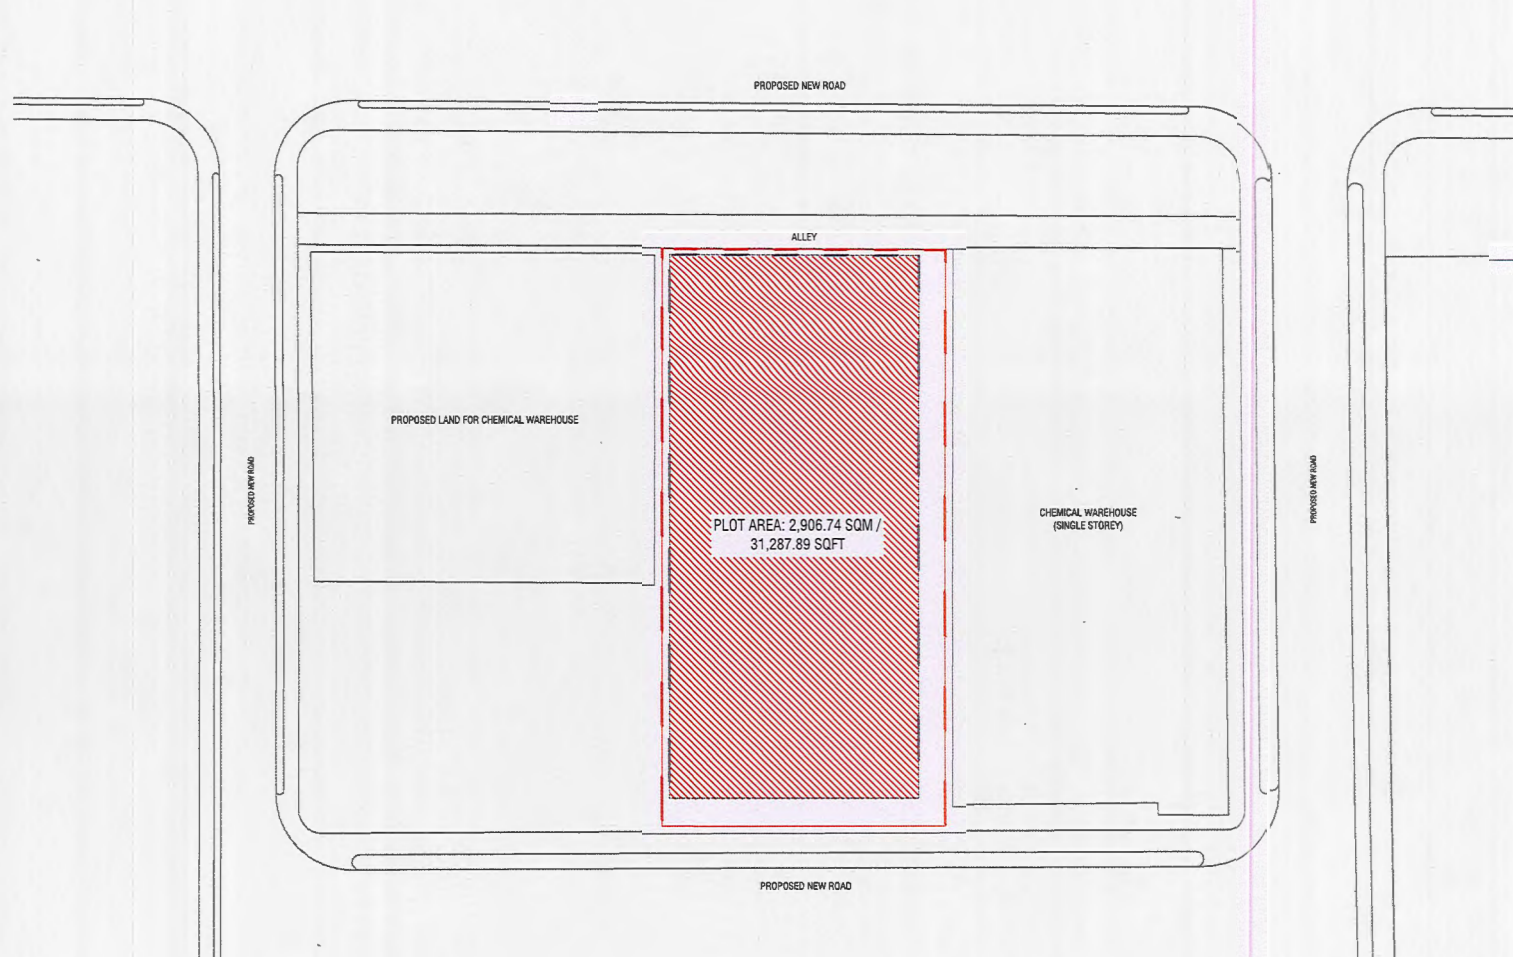 PROPOSED NEW ROAD
ALLEY
PROPOSED LAND FOR CHEMICAL WAREHOUSE
PROPOSED NEW ROAD
PLOT AREA: 2,906.74 SQM /
31,287.89 SQFT
CHEMICAL WAREHOUSE
(SINGLE STOREY)
PROPOSED NEW ROAD
PROPOSED NEW ROAD